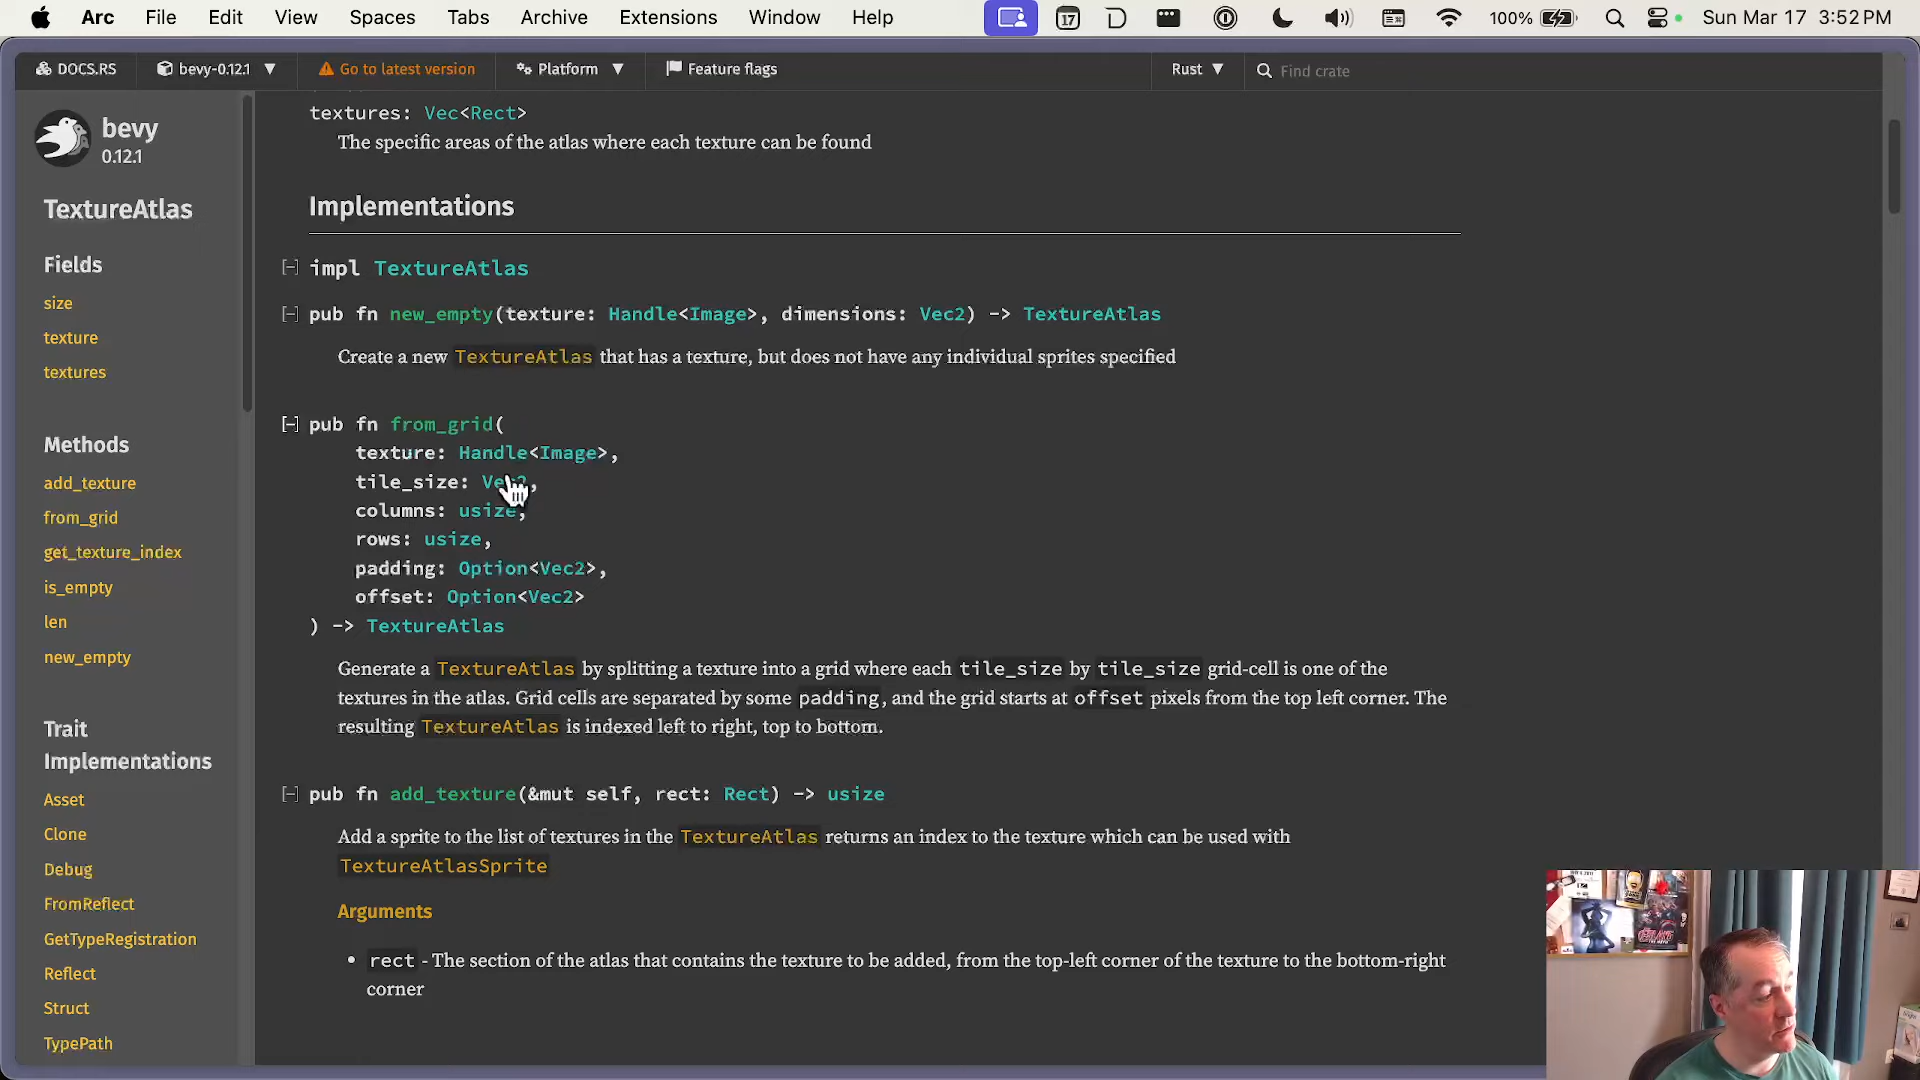 Arc File Edit View Spaces Tabs Archive Extensions Window Help 17 100% Sun Mar 17 3:52 PM
DOCS.RS bevy-0.12.1 Go to latest version Platform Feature flags Rust Find crate
bevy
0.12.1
TextureAtlas
Fields
size
texture
textures
Methods
add_texture
from_grid
get_texture_index
is_empty
len
new_empty
Trait
Implementations
Asset
Clone
Debug
FromReflect
GetTypeRegistration
Reflect
Struct
TypePath
textures: Vec<Rect>
The specific areas of the atlas where each texture can be found
Implementations
[-] impl TextureAtlas
[-] pub fn new_empty(texture: Handle<Image>, dimensions: Vec2) -> TextureAtlas
Create a new TextureAtlas that has a texture, but does not have any individual sprites specified
[-] pub fn from_grid(
texture: Handle<Image>,
tile_size: Vec2,
columns: usize,
rows: usize,
padding: Option<Vec2>,
offset: Option<Vec2>
) -> TextureAtlas
Generate a TextureAtlas by splitting a texture into a grid where each tile_size by tile_size grid-cell is one of the
textures in the atlas. Grid cells are separated by some padding, and the grid starts at offset pixels from the top left corner. The
resulting TextureAtlas is indexed left to right, top to bottom.
[-] pub fn add_texture(&mut self, rect: Rect) -> usize
Add a sprite to the list of textures in the TextureAtlas returns an index to the texture which can be used with
TextureAtlasSprite
Arguments
• rect - The section of the atlas that contains the texture to be added, from the top-left corner of the texture to the bottom-right
corner